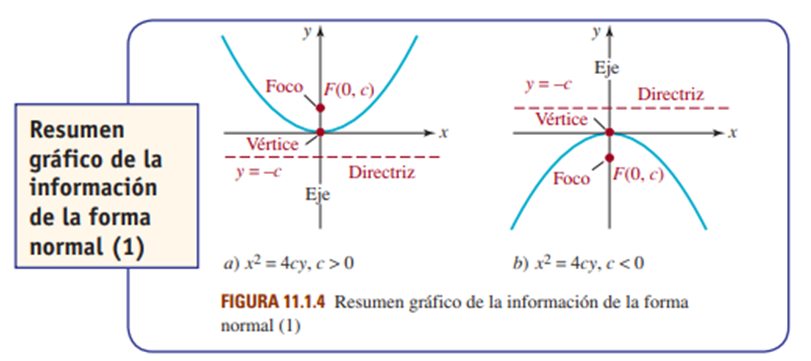 Resumen
gráfico de la
información
de la forma
normal (1)
y
Foco
F(0, c)
x
Vértice
y = –c
Directriz
Eje
a) x² = 4cy, c > 0
y
Eje
y = –c
Directriz
Vértice
x
Foco
F(0, c)
b) x² = 4cy, c < 0
FIGURA 11.1.4 Resumen gráfico de la información de la forma
normal (1)